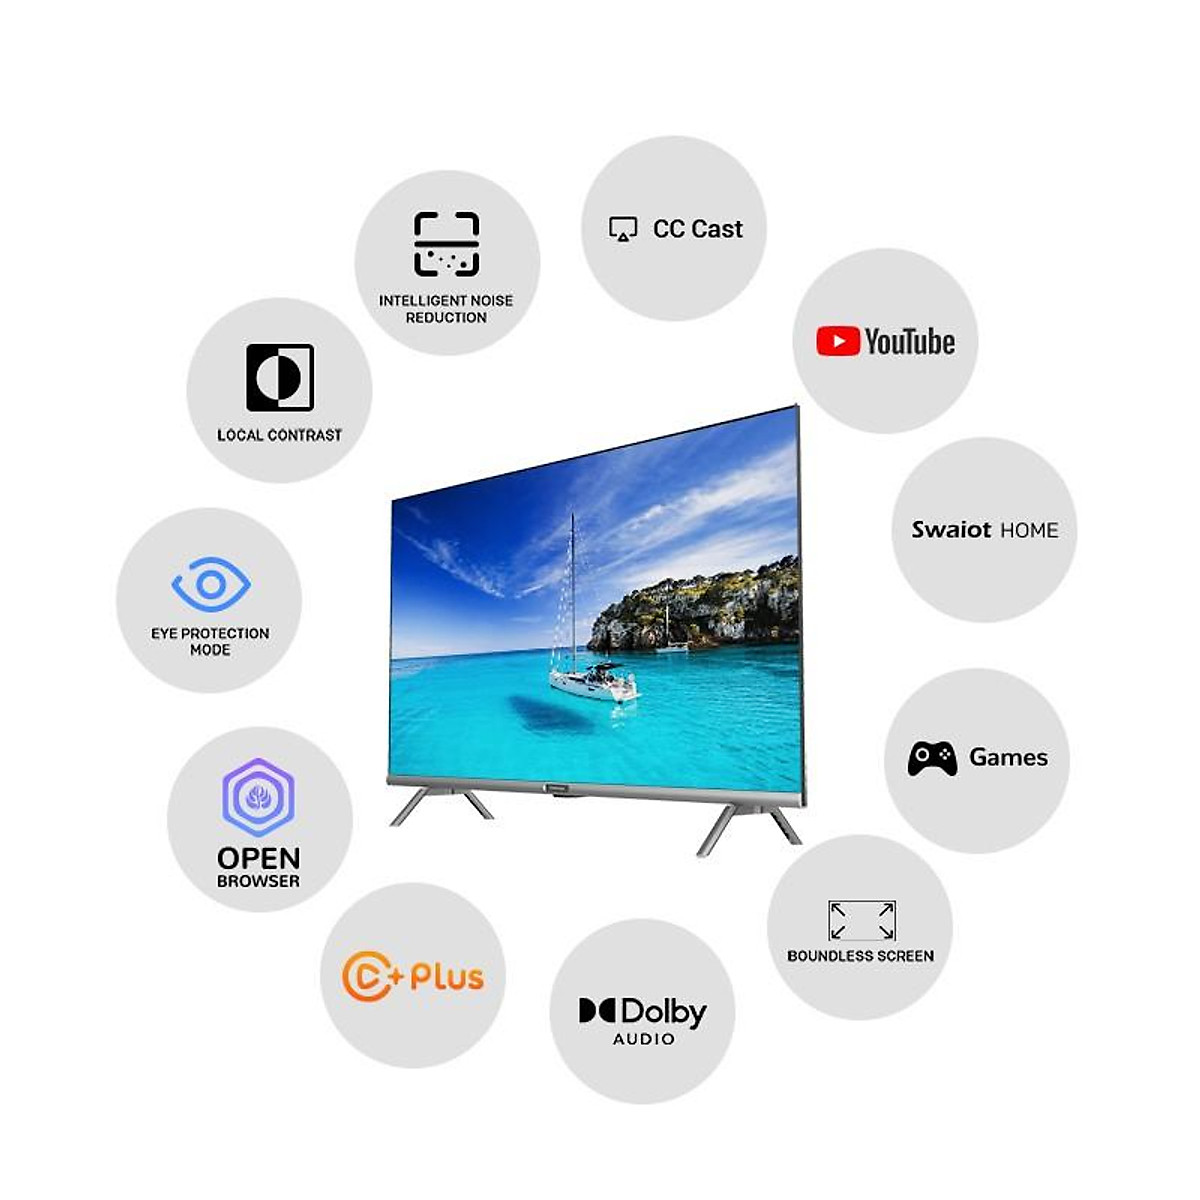 CC Cast
INTELLIGENT NOISE
REDUCTION
YouTube
LOCAL CONTRAST
Swaiot HOME
EYE PROTECTION
MODE
Games
OPEN
BROWSER
BOUNDLESS SCREEN
C+Plus
Dolby
AUDIO